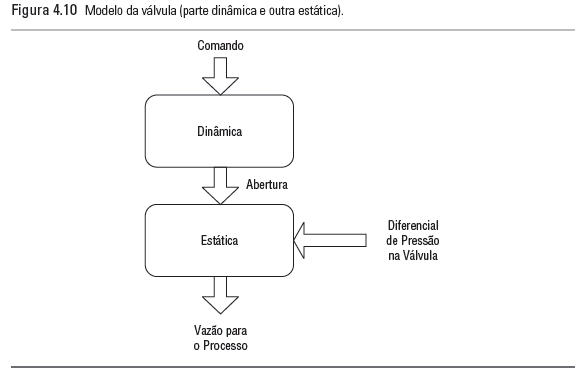 Figura 4.10 Modelo da válvula (parte dinâmica e outra estática).
Comando
Dinâmica
Abertura
Estática
Diferencial
de Pressão
na Válvula
Vazão para
o Processo